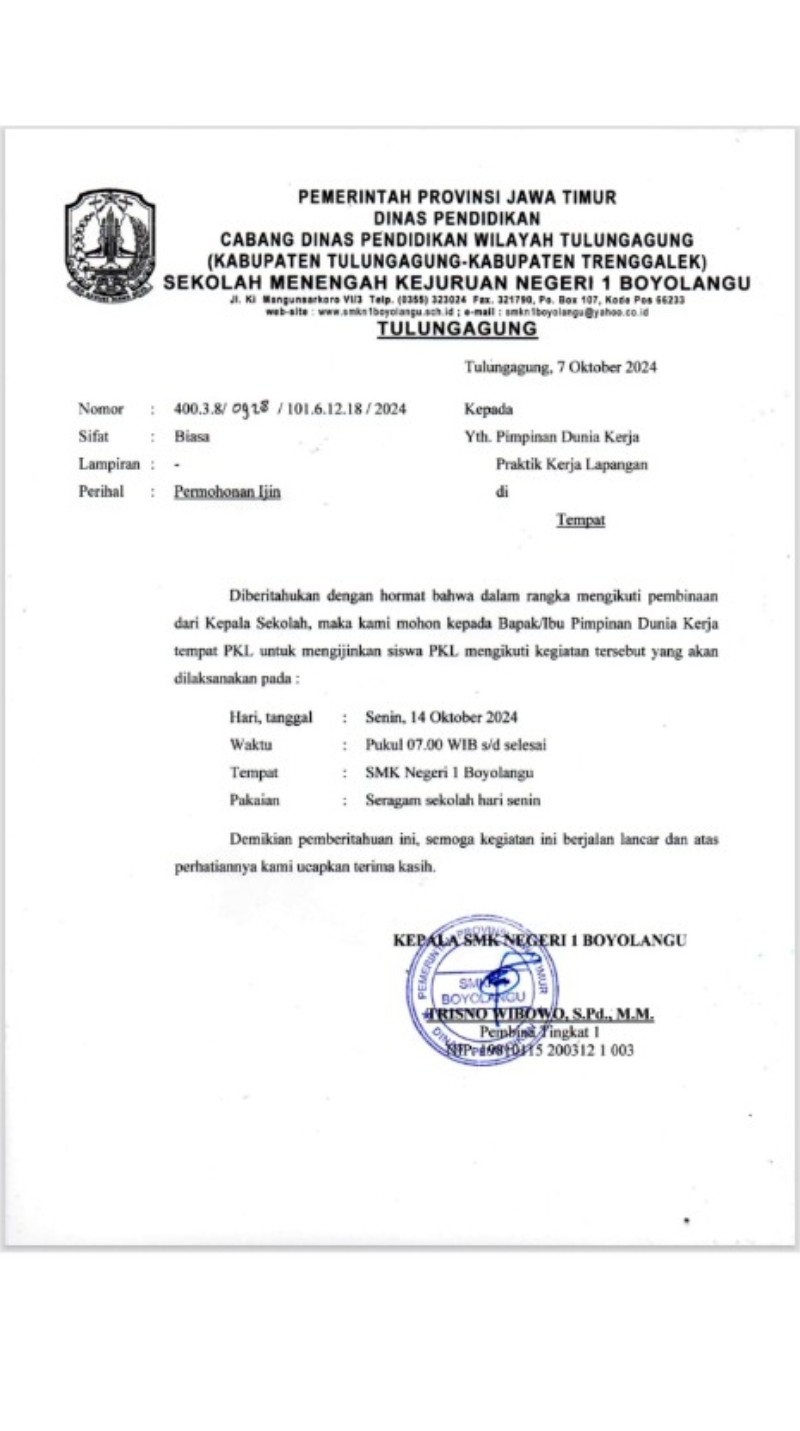 PEMERINTAH PROVINSI JAWA TIMUR
DINAS PENDIDIKAN
CABANG DINAS PENDIDIKAN WILAYAH TULUNGAGUNG
(KABUPATEN TULUNGAGUNG-KABUPATEN TRENGGALEK)
SEKOLAH MENENGAH KEJURUAN NEGERI 1 BOYOLANGU
Jl. Ki Mangunsarkoro VI/3 Telp. (0355) 323024 Fax. 321790, Po. Box 107, Kode Pos 66233
web-site : www.smkn1boyolangu.sch.id ; e-mail : smkn1boyolangu@yahoo.co.id
TULUNGAGUNG
Tulungagung, 7 Oktober 2024
Nomor : 400.3.8/ 0928 / 101.6.12.18 / 2024
Sifat : Biasa
Lampiran : -
Perihal : Permohonan Ijin
Kepada
Yth. Pimpinan Dunia Kerja
Praktik Kerja Lapangan
di
Tempat
Diberitahukan dengan hormat bahwa dalam rangka mengikuti pembinaan
dari Kepala Sekolah, maka kami mohon kepada Bapak/Ibu Pimpinan Dunia Kerja
tempat PKL untuk mengijinkan siswa PKL mengikuti kegiatan tersebut yang akan
dilaksanakan pada :
Hari, tanggal : Senin, 14 Oktober 2024
Waktu : Pukul 07.00 WIB s/d selesai
Tempat : SMK Negeri 1 Boyolangu
Pakaian : Seragam sekolah hari senin
Demikian pemberitahuan ini, semoga kegiatan ini berjalan lancar dan atas
perhatiannya kami ucapkan terima kasih.
KEPALA SMK NEGERI 1 BOYOLANGU
PEMERINTAH PROVINSI JAWA TIMUR
BOYOLANGU
DINAS PENDIDIKAN
TRISNO WIBOWO, S.Pd., M.M.
Pembina Tingkat 1
NIP. 19810115 200312 1 003